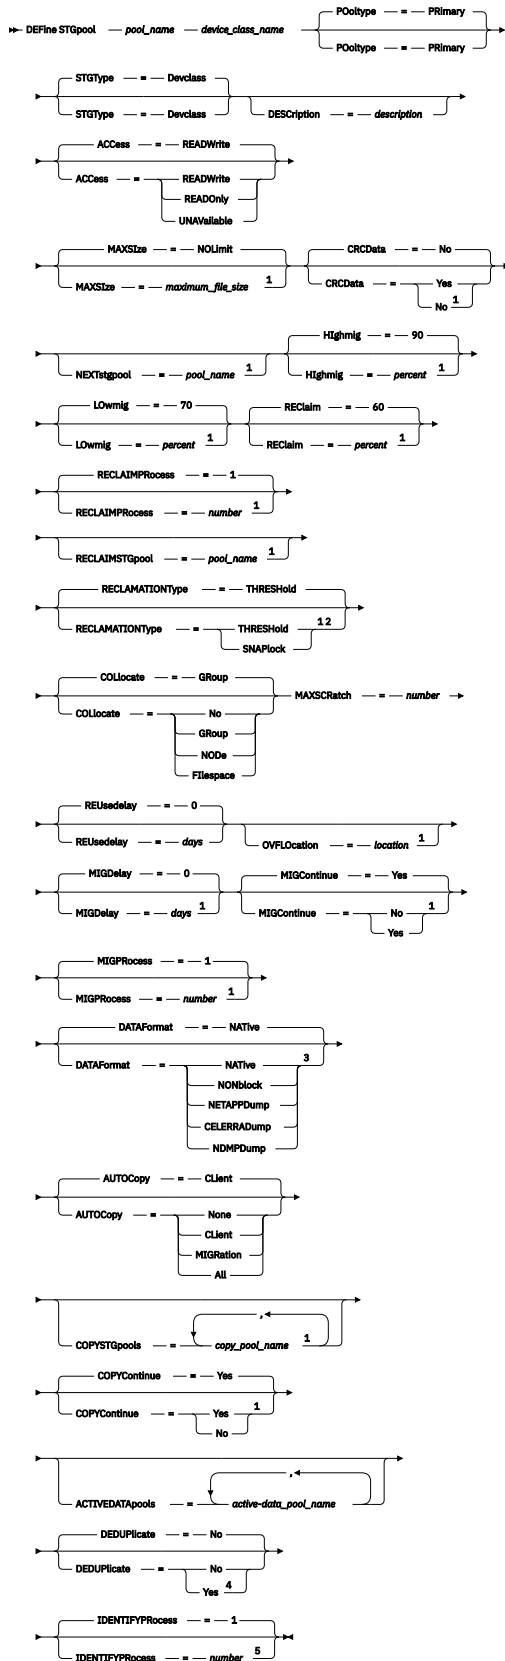 POoltype = PRimary
DEFine STGpool pool_name device_class_name
POoltype = PRimary
STGType = Devclass
STGType = Devclass
DESCription = description
ACCess = READWrite
ACCess = READWrite
READOnly
UNAVailable
MAXSIze = NOLimit
MAXSIze = maximum_file_size 1
CRCData = No
CRCData = Yes
No 1
NEXTstgpool = pool_name 1
HIghmig = 90
HIghmig = percent 1
LOwmig = 70
LOwmig = percent 1
REClaim = 60
REClaim = percent 1
RECLAIMPRocess = 1
RECLAIMPRocess = number 1
RECLAIMSTGpool = pool_name 1
RECLAMATIONType = THRESHold
RECLAMATIONType = THRESHold 1 2
SNAPlock
COLlocate = GRoup
COLlocate = No
GRoup
NODe
FIlespace
MAXSCRatch = number
REUsedelay = 0
REUsedelay = days
OVFLOcation = location 1
MIGDelay = 0
MIGDelay = days 1
MIGContinue = Yes
MIGContinue = No 1
Yes
MIGPRocess = 1
MIGPRocess = number 1
DATAFormat = NATive
DATAFormat = NATive 3
NONblock
NETAPPDump
CELERRADump
NDMPDump
AUTOCopy = CLient
AUTOCopy = None
CLient
MIGRation
All
,
COPYSTGpools = copy_pool_name 1
COPYContinue = Yes
COPYContinue = Yes 1
No
,
ACTIVEDATApools = active-data_pool_name
DEDUPlicate = No
DEDUPlicate = No
Yes 4
IDENTIFYPRocess = 1
IDENTIFYPRocess = number 5